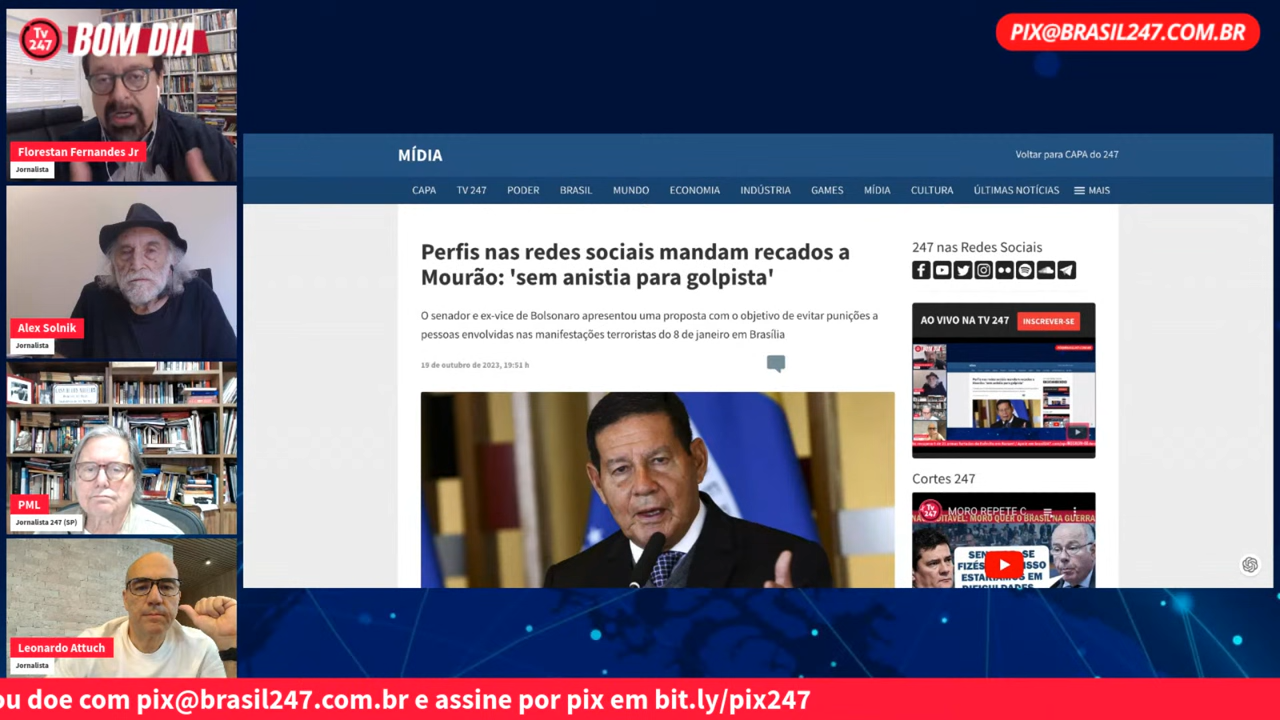 Tv 247
BOM DIA
PIX@BRASIL247.COM.BR
Florestan Fernandes Jr
Jornalista
Alex Solnik
Jornalista
PML
Jornalista 247 (SP)
Leonardo Attuch
Jornalista
MÍDIA
Voltar para CAPA do 247
CAPA TV 247 PODER BRASIL MUNDO ECONOMIA INDÚSTRIA GAMES MÍDIA CULTURA ÚLTIMAS NOTÍCIAS MAIS
Perfis nas redes sociais mandam recados a
Mourão: 'sem anistia para golpista'
O senador e ex-vice de Bolsonaro apresentou uma proposta com o objetivo de evitar punições a
pessoas envolvidas nas manifestações terroristas do 8 de janeiro em Brasília
19 de outubro de 2023, 19:51 h
247 nas Redes Sociais
AO VIVO NA TV 247 INSCREVER-SE
Cortes 247
Tv 247
MORO REPETE
MORO QUER O BRASIL NA GUERRA
ESTARÍAMOS EM
ou doe com pix@brasil247.com.br e assine por pix em bit.ly/pix247